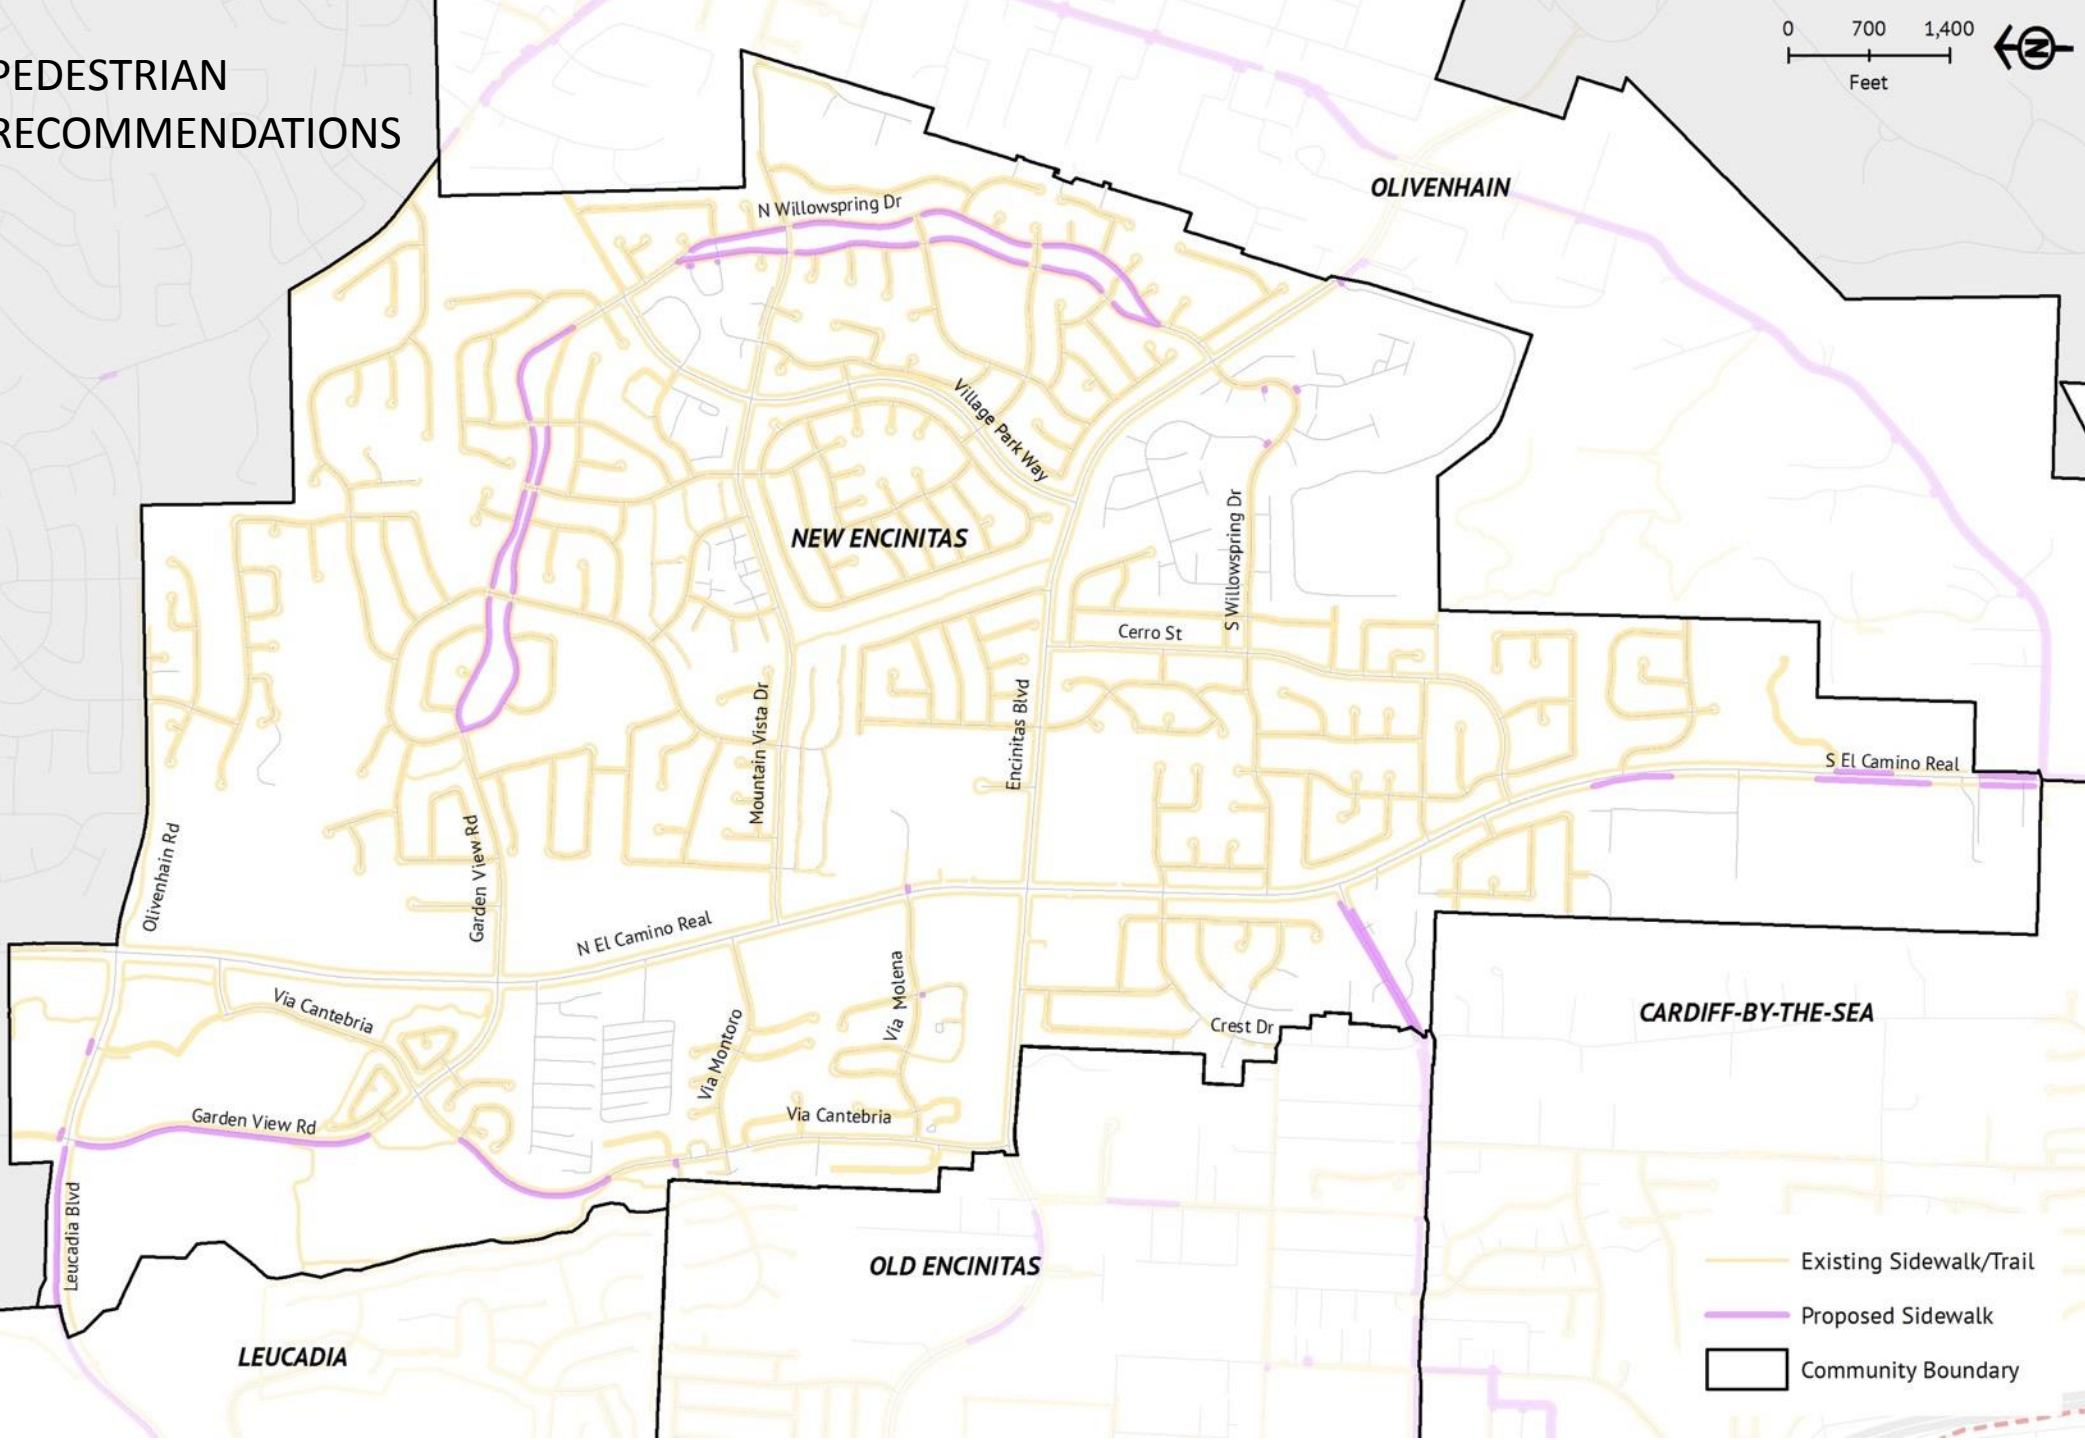 PEDESTRIAN
RECOMMENDATIONS
0 700 1,400
Feet
N
OLIVENHAIN
N Willowspring Dr
Village Park Way
NEW ENCINITAS
S Willowspring Dr
Cerro St
Mountain Vista Dr
Encinitas Blvd
S El Camino Real
Olivenhain Rd
Garden View Rd
N El Camino Real
Via Cantebria
Via Molena
Via Montoro
Crest Dr
CARDIFF-BY-THE-SEA
Garden View Rd
Via Cantebria
Leucadia Blvd
OLD ENCINITAS
LEUCADIA
Existing Sidewalk/Trail
Proposed Sidewalk
Community Boundary